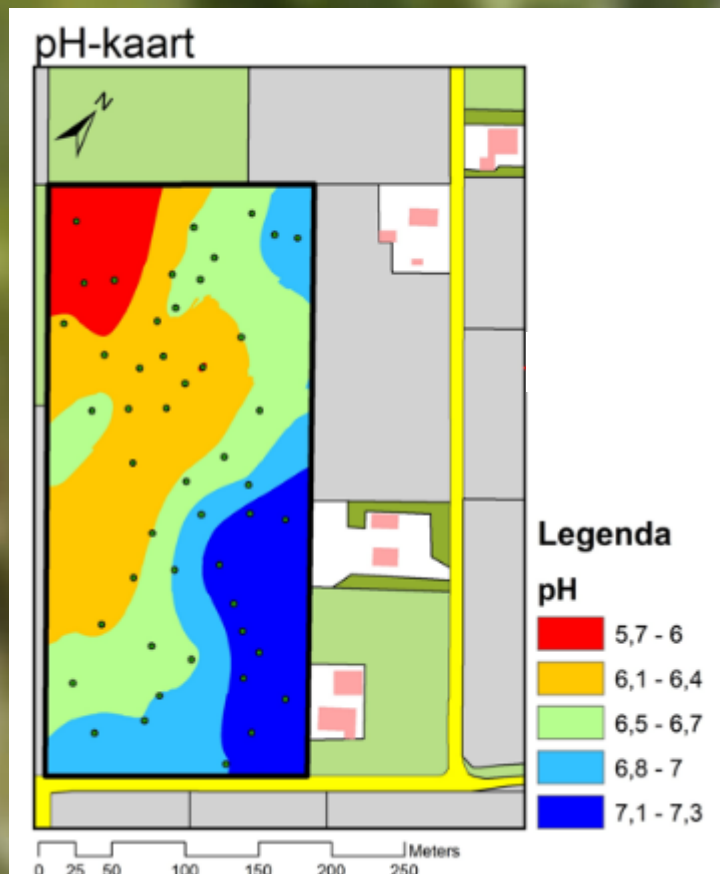 pH-kaart
N
Legenda
pH
5,7 - 6
6,1 - 6,4
6,5 - 6,7
6,8 - 7
7,1 - 7,3
Meters
0 25 50 100 150 200 250